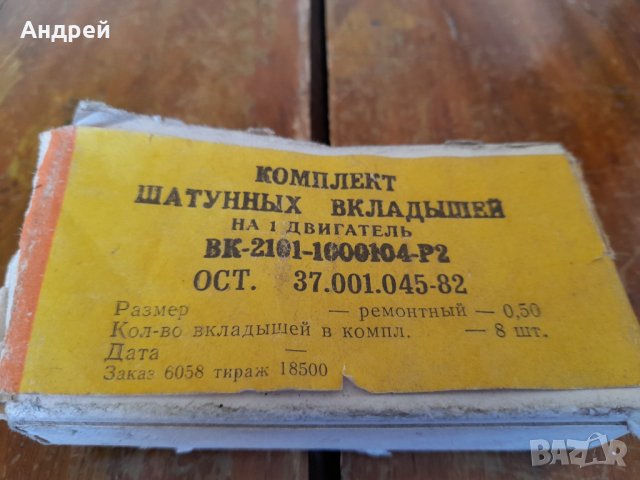 Андрей
КОМПЛЕКТ
ШАТУННЫХ ВКЛАДЫШЕЙ
НА 1 ДВИГАТЕЛЬ
ВК-2101-1000104-Р2
ОСТ. 37.001.045-82
Размер — ремонтный — 0,50
Кол-во вкладышей в компл. — 8 шт.
Дата —
Заказ 6058 тираж 18500
BAZAR